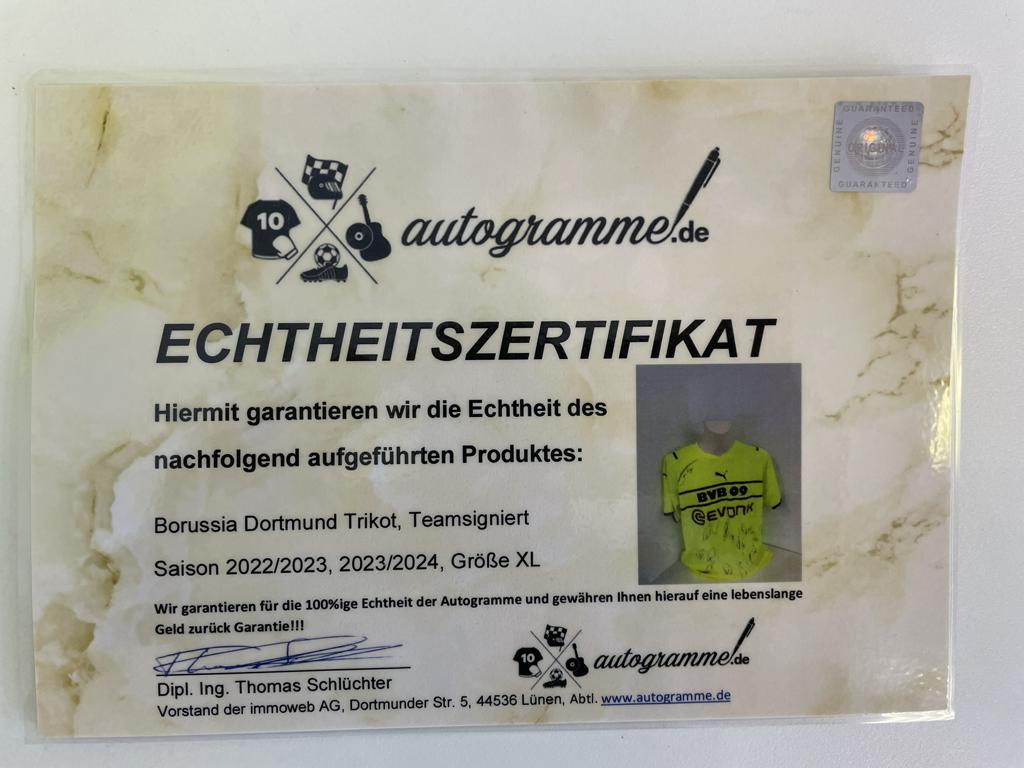 GUARANTEED
GENUINE
ORIGINAL
GENUINE
GUARANTEED
10
autogramme.de
ECHTHEITSZERTIFIKAT
Hiermit garantieren wir die Echtheit des
nachfolgend aufgeführten Produktes:
BVB 09
EVONIK
Borussia Dortmund Trikot, Teamsigniert
Saison 2022/2023, 2023/2024, Größe XL
Wir garantieren für die 100%ige Echtheit der Autogramme und gewähren Ihnen hierauf eine lebenslange
Geld zurück Garantie!!!
10
autogramme.de
Dipl. Ing. Thomas Schlüchter
Vorstand der immoweb AG, Dortmunder Str. 5, 44536 Lünen, Abtl. www.autogramme.de